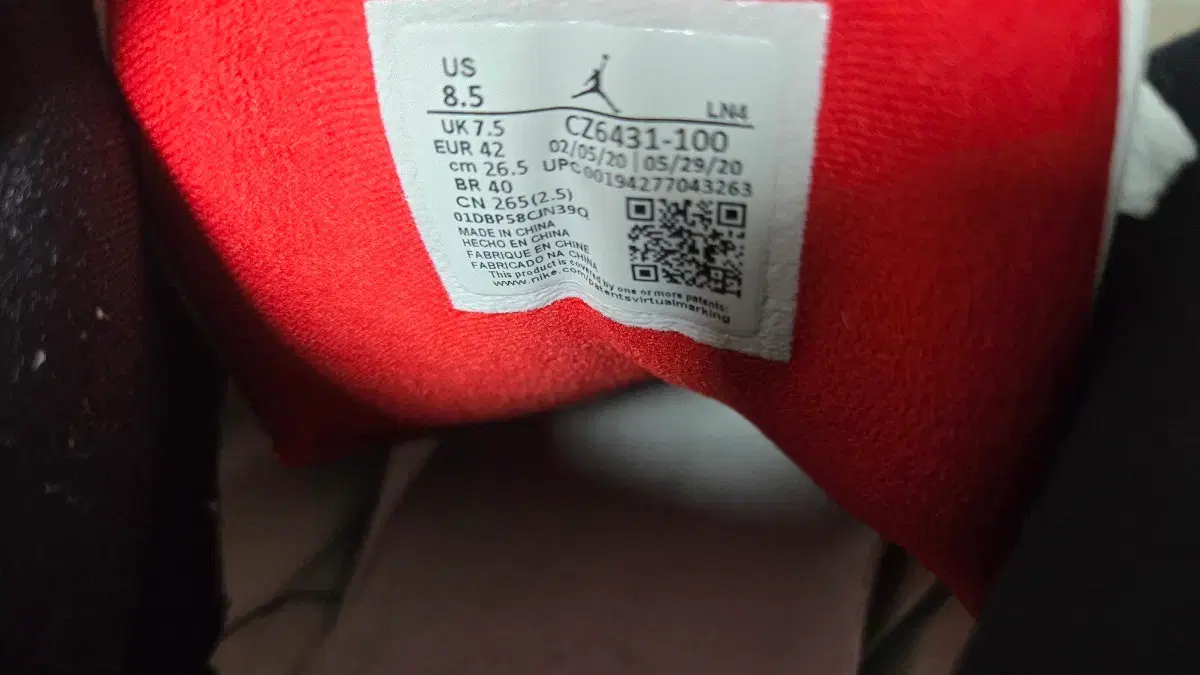 US
8.5
LN4
UK 7.5
CZ6431-100
EUR 42
02/05/20 | 05/29/20
cm 26.5
UPC 00194277043263
BR 40
CN 265(2.5)
01DBP58CJN39Q
MADE IN CHINA
HECHO EN CHINA
FABRIQUE EN CHINE
FABRICADO NA CHINA
This product is covered by one or more patents:
www.nike.com/patentsvirtualmarking